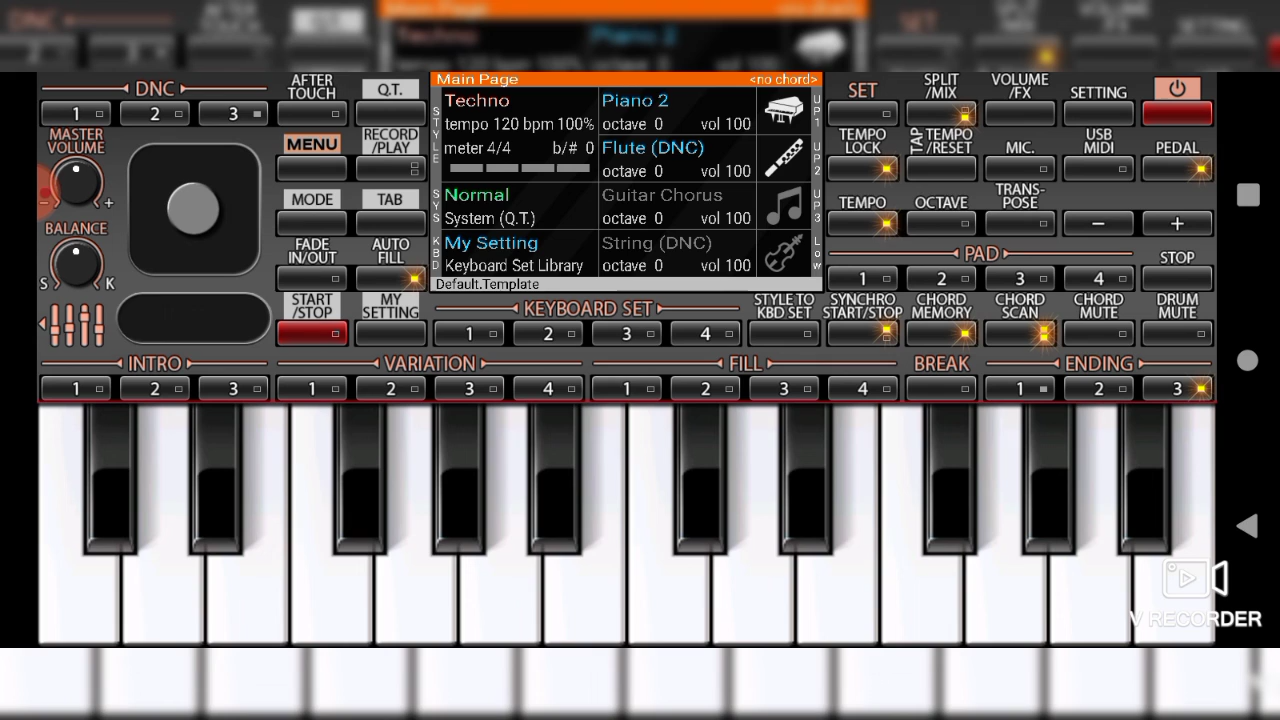 DNC
AFTER TOUCH
Q.T.
1 2 3
MASTER VOLUME
MENU
RECORD /PLAY
- +
MODE
TAB
BALANCE
FADE IN/OUT
AUTO FILL
S K
START /STOP
MY SETTING
Main Page <no chord>
STYLE
Techno
tempo 120 bpm 100%
meter 4/4 b/# 0
SYS
Normal
System (Q.T.)
KBD
My Setting
Keyboard Set Library
Piano 2
octave 0 vol 100
UP1
Flute (DNC)
octave 0 vol 100
UP2
Guitar Chorus
octave 0 vol 100
UP3
String (DNC)
octave 0 vol 100
Low
Default.Template
SET
SPLIT /MIX
VOLUME /FX
SETTING
TEMPO LOCK
TAP TEMPO /RESET
MIC.
USB MIDI
PEDAL
TEMPO
OCTAVE
TRANS- POSE
- +
PAD
STOP
1 2 3 4
KEYBOARD SET
1 2 3 4
STYLE TO KBD SET
SYNCHRO START/STOP
CHORD MEMORY
CHORD SCAN
CHORD MUTE
DRUM MUTE
INTRO
1 2 3
VARIATION
1 2 3 4
FILL
1 2 3 4
BREAK
ENDING
1 2 3
V RECORDER